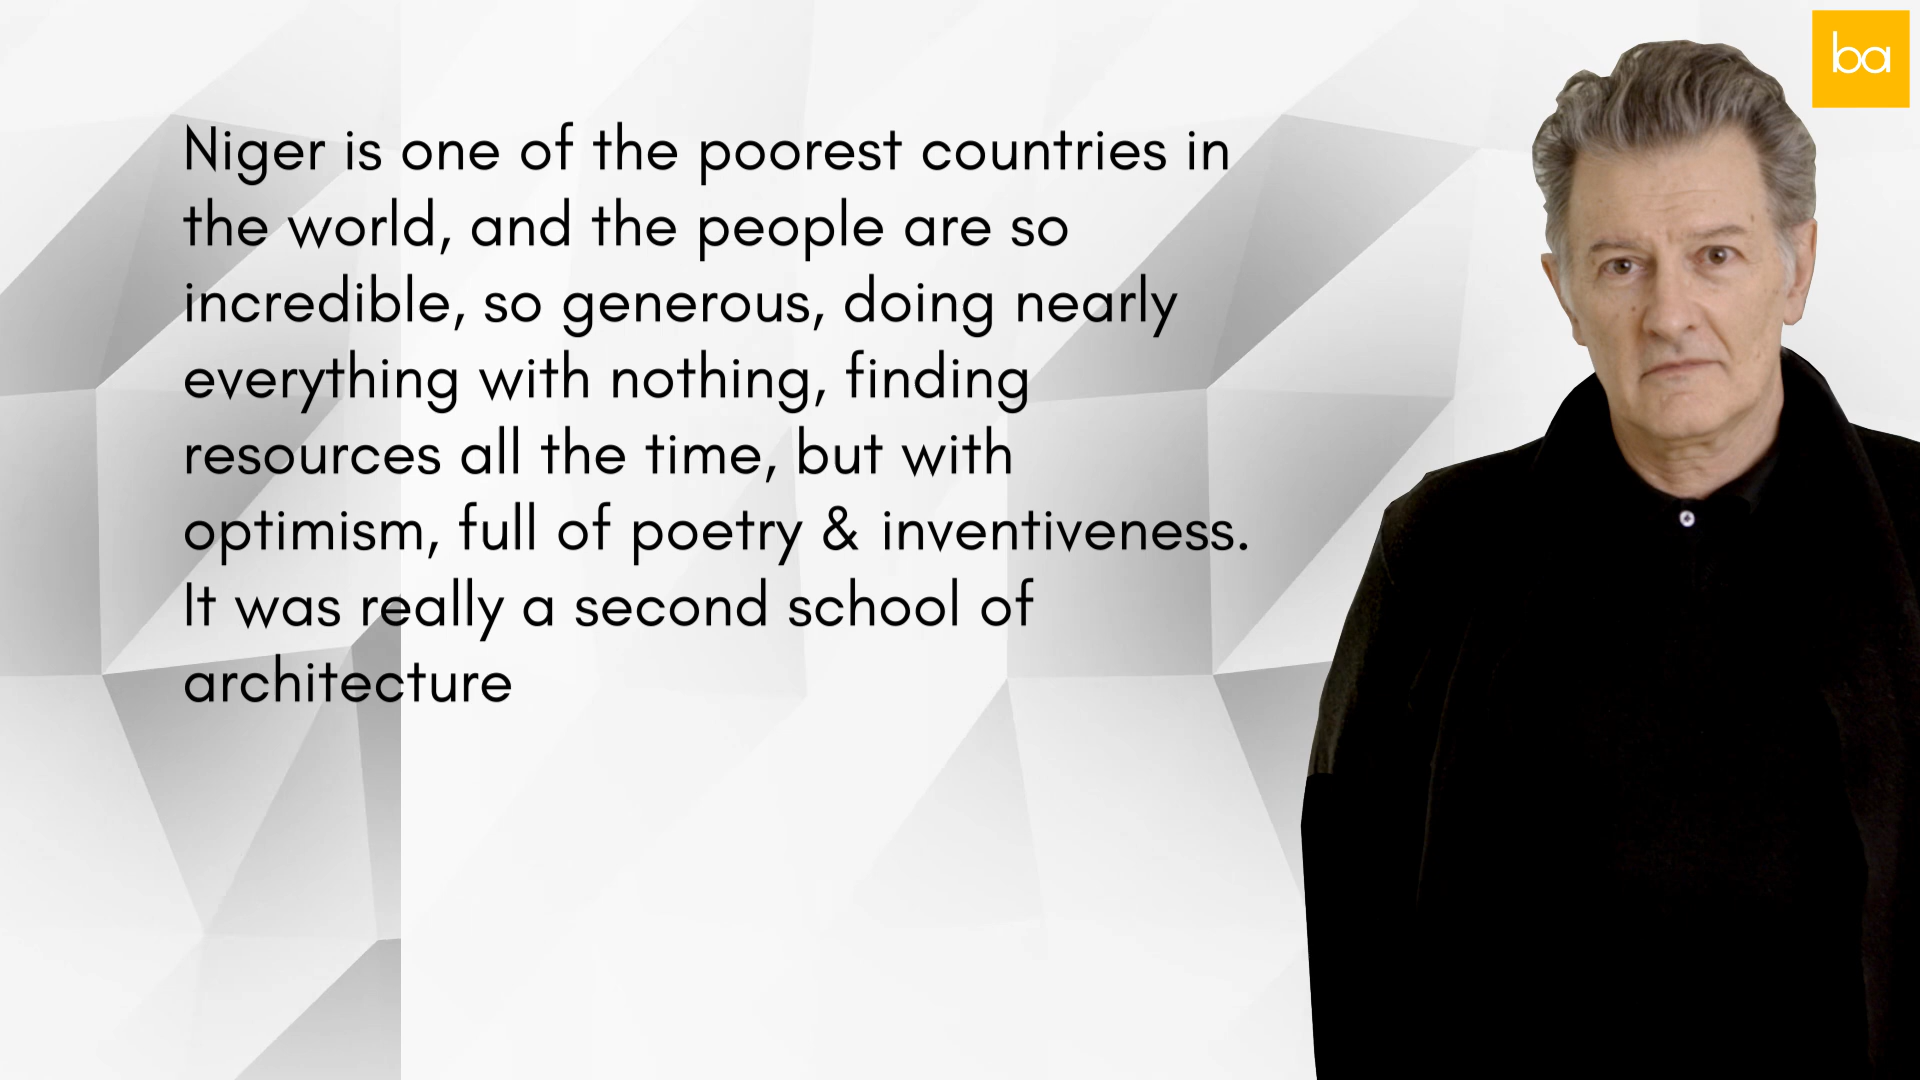 ba
Niger is one of the poorest countries in
the world, and the people are so
incredible, so generous, doing nearly
everything with nothing, finding
resources all the time, but with
optimism, full of poetry & inventiveness.
It was really a second school of
architecture